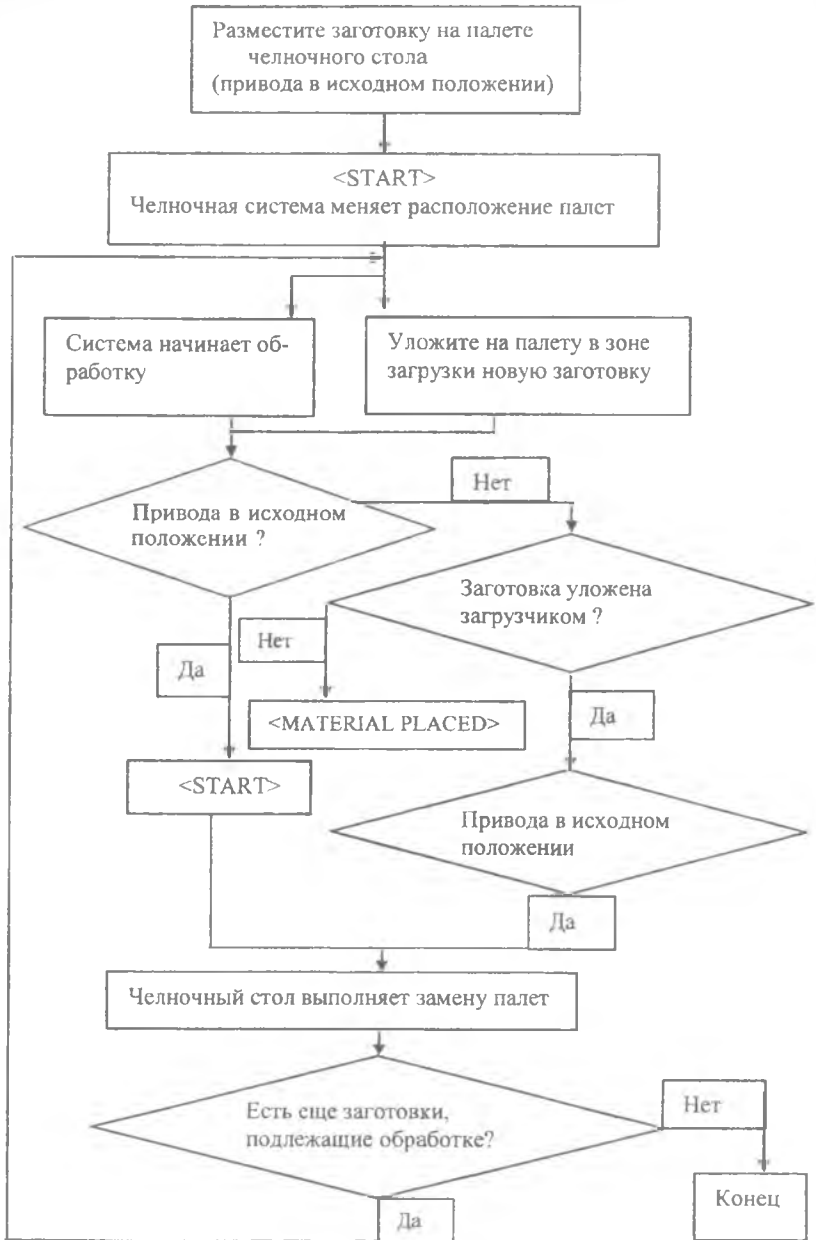 Разместите заготовку на палете
челночного стола
(привода в исходном положении)
<START>
Челночная система меняет расположение палет
Система начинает об-
работку
Уложите на палету в зоне
загрузки новую заготовку
Нет
Привода в исходном
положении ?
Заготовка уложена
загрузчиком ?
Нет
Да
<MATERIAL PLACED>
Да
<START>
Привода в исходном
положении
Да
Челночный стол выполняет замену палет
Есть еще заготовки,
подлежащие обработке?
Нет
Конец
Да